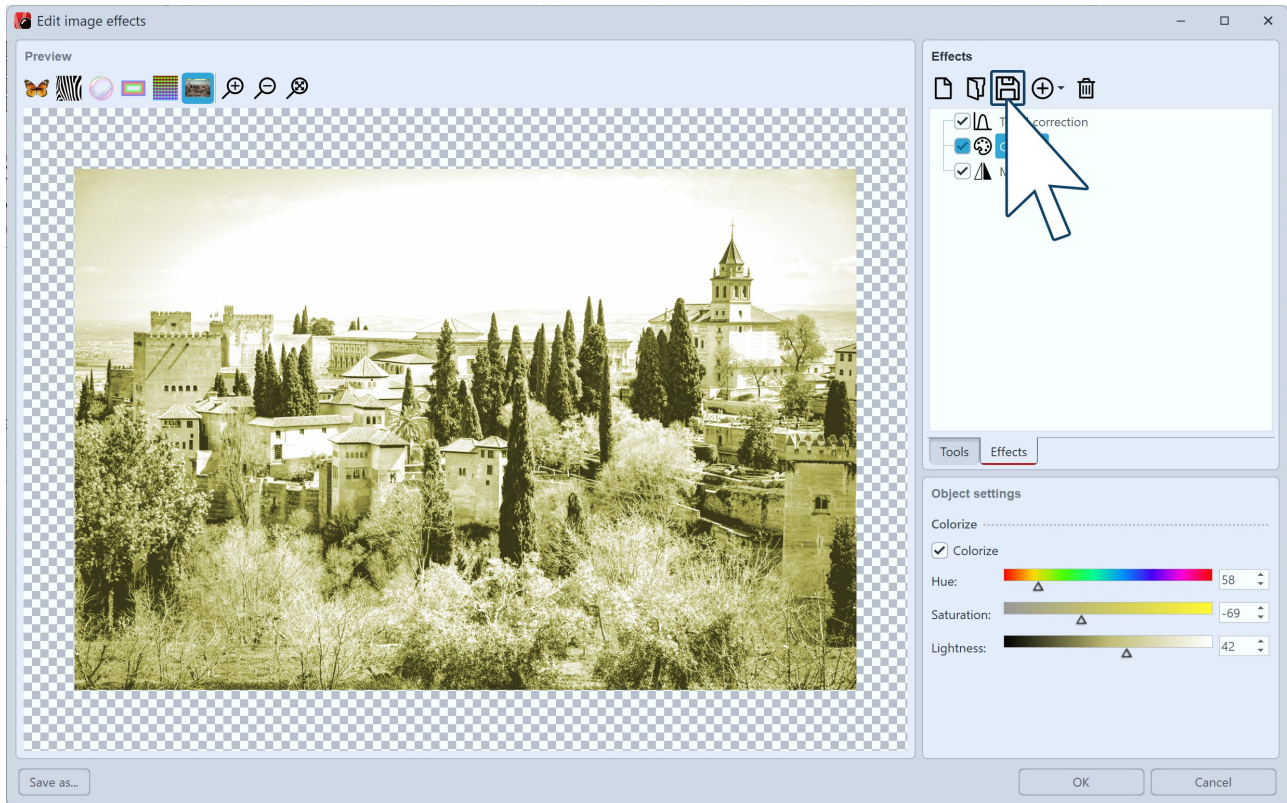 Edit image effects
Preview
Effects
correction
Tools
Effects
Object settings
Colorize
Colorize
Hue:
58
Saturation:
-69
Lightness:
42
Save as...
OK
Cancel